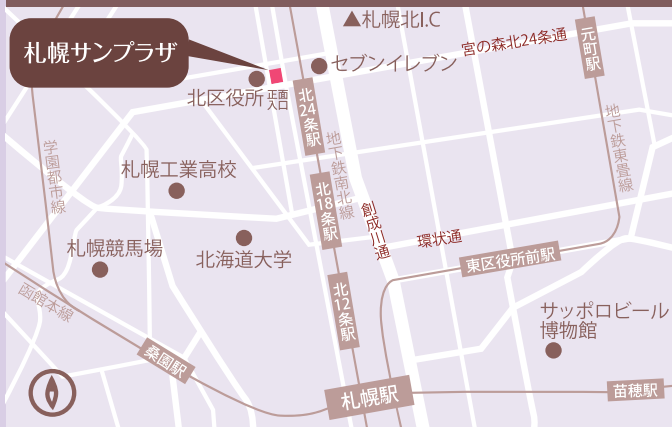 ▲札幌北I.C
札幌サンプラザ
宮の森北24条通
元町駅
セブンイレブン
北区役所
正面
入口
北24条駅
地下鉄南北線
地下鉄東豊線
学園都市線
札幌工業高校
北18条駅
創成川通
環状通
札幌競馬場
北海道大学
東区役所前駅
函館本線
北12条駅
サッポロビール
博物館
桑園駅
札幌駅
苗穂駅